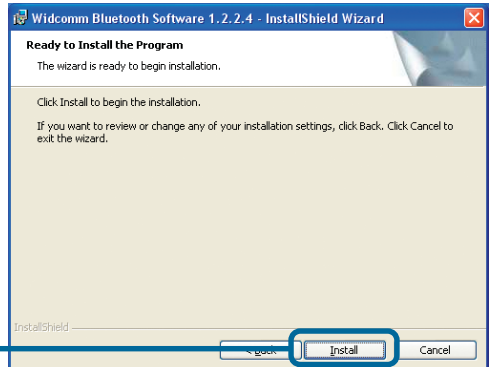 Widcomm Bluetooth Software 1.2.2.4 - InstallShield Wizard
Ready to Install the Program
The wizard is ready to begin installation.
Click Install to begin the installation.
If you want to review or change any of your installation settings, click Back. Click Cancel to
exit the wizard.
InstallShield
< Back Install Cancel